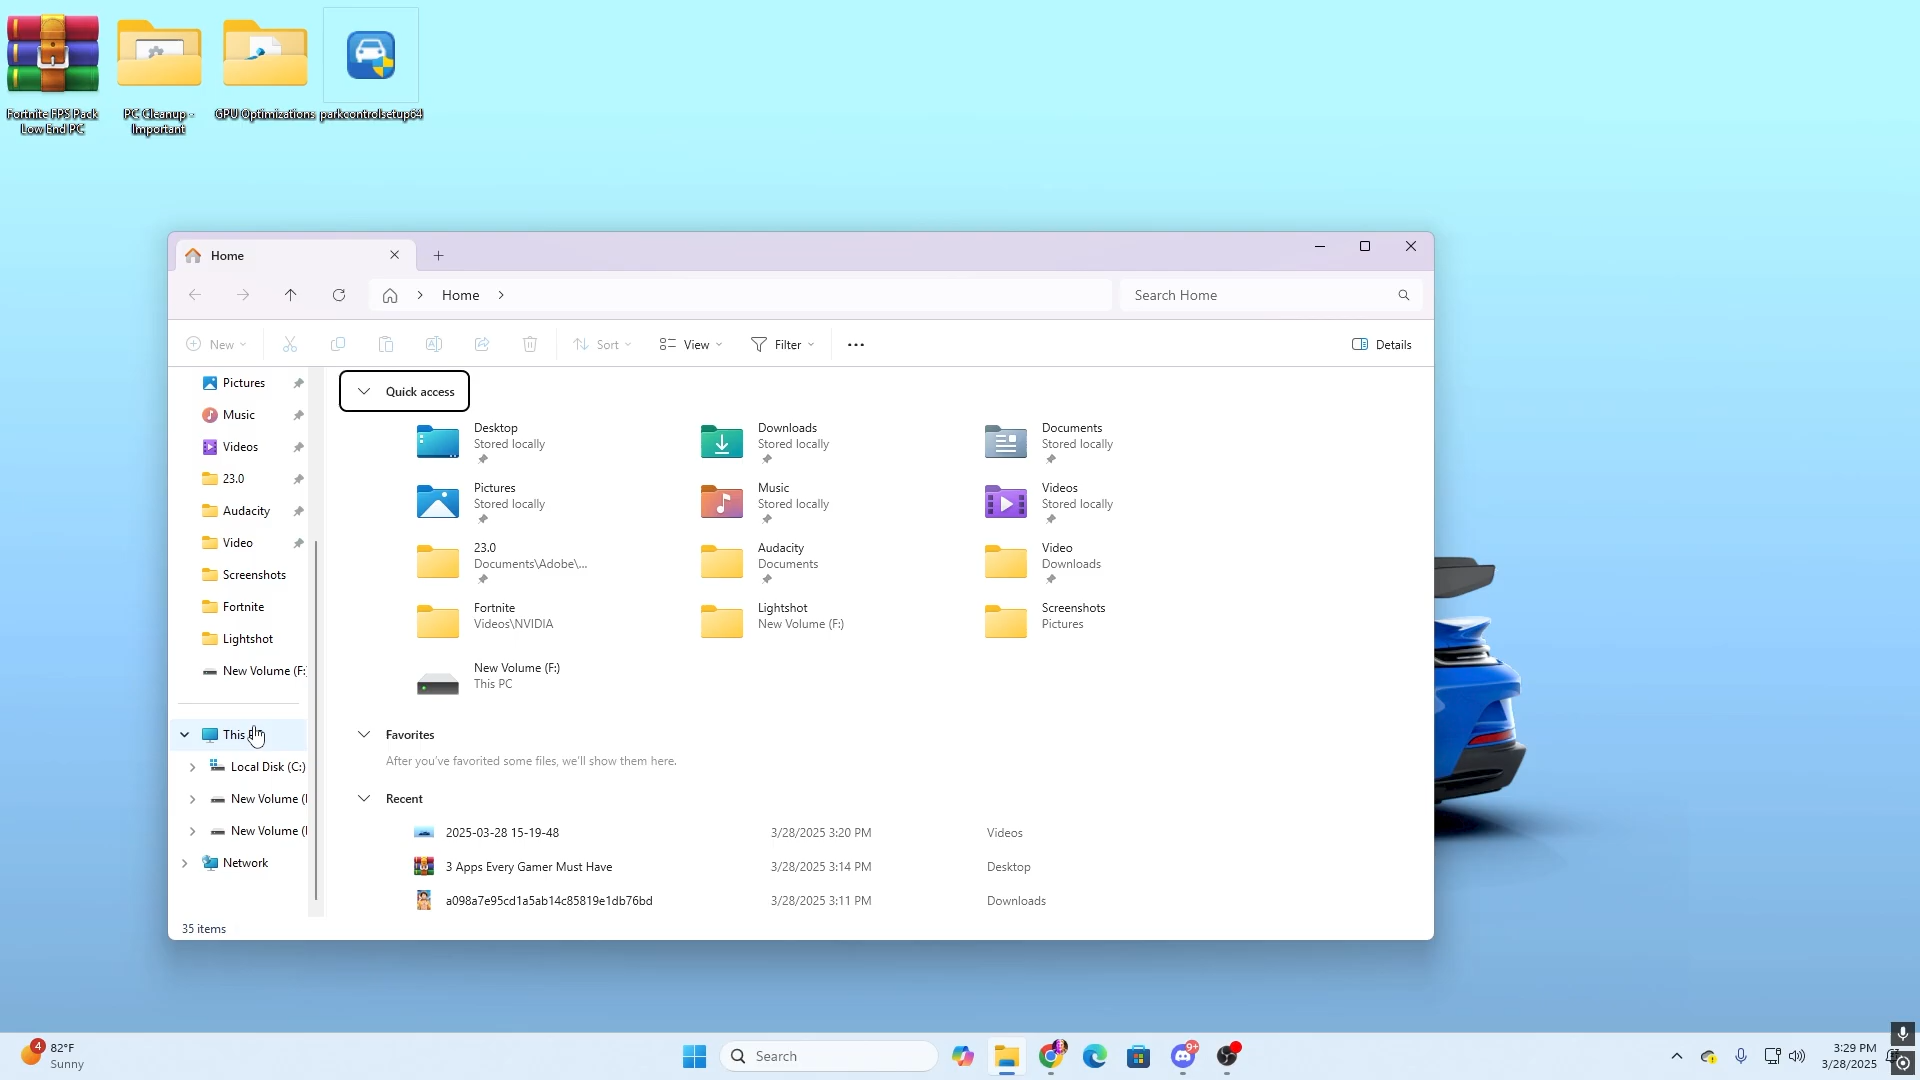 Fortnite FPS Pack
Low End PC
PC Cleanup -
Important
GPU Optimizations
parkcontrolsetup64
Home
Home
Search Home
New
Sort
View
Filter
Details
Pictures
Music
Videos
23.0
Audacity
Video
Screenshots
Fortnite
Lightshot
New Volume (F:
This
Local Disk (C:)
New Volume (
New Volume (
Network
Quick access
Desktop
Stored locally
Downloads
Stored locally
Documents
Stored locally
Pictures
Stored locally
Music
Stored locally
Videos
Stored locally
23.0
Documents\Adobe\...
Audacity
Documents
Video
Downloads
Fortnite
Videos\NVIDIA
Lightshot
New Volume (F:)
Screenshots
Pictures
New Volume (F:)
This PC
Favorites
After you've favorited some files, we'll show them here.
Recent
2025-03-28 15-19-48 3/28/2025 3:20 PM Videos
3 Apps Every Gamer Must Have 3/28/2025 3:14 PM Desktop
a098a7e95cd1a5ab14c85819e1db76bd 3/28/2025 3:11 PM Downloads
35 items
4
82°F
Sunny
Search
9+
3:29 PM
3/28/2025